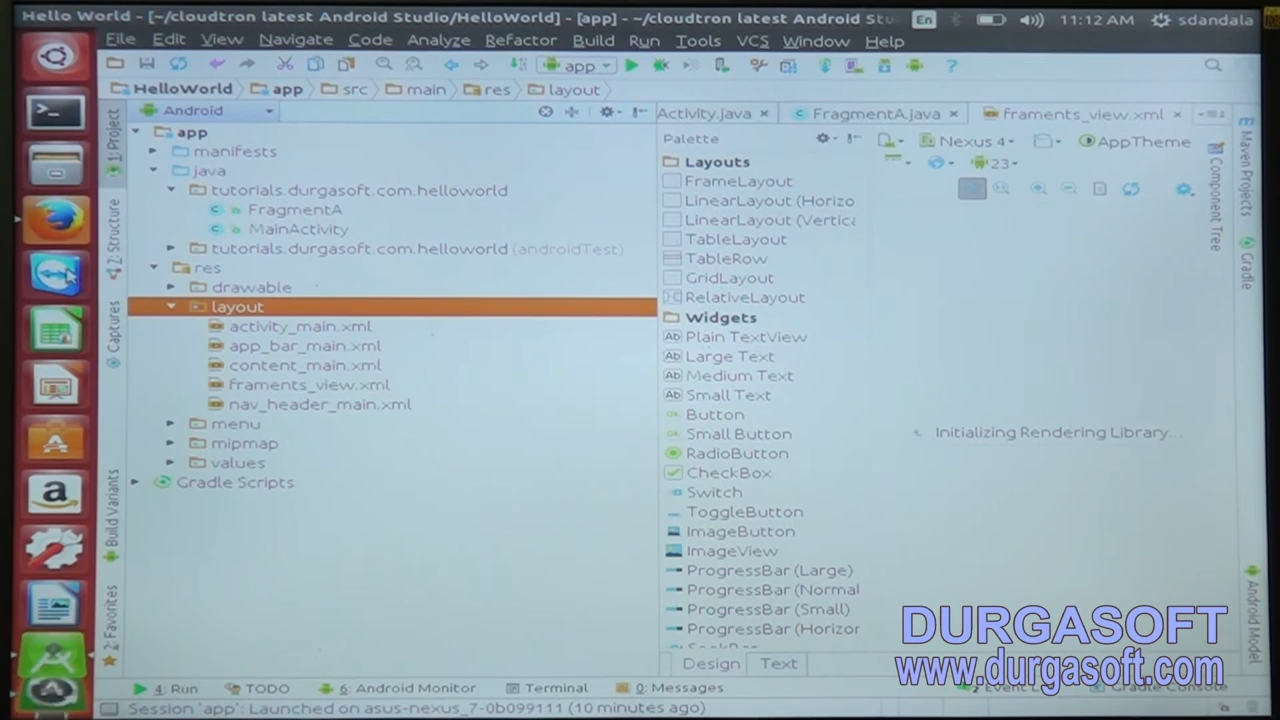 Hello World - [~/cloudtron latest Android Studio/HelloWorld] - [app] - ~/cloudtron latest Android Stu
En
11:12 AM
sdandala
File Edit View Navigate Code Analyze Refactor Build Run Tools VCS Window Help
app
HelloWorld app src main res layout
Android
Activity.java
FragmentA.java
framents_view.xml
1: Project
Z: Structure
Captures
Build Variants
2: Favorites
app
manifests
java
tutorials.durgasoft.com.helloworld
FragmentA
MainActivity
tutorials.durgasoft.com.helloworld (androidTest)
res
drawable
layout
activity_main.xml
app_bar_main.xml
content_main.xml
framents_view.xml
nav_header_main.xml
menu
mipmap
values
Gradle Scripts
Palette
Layouts
FrameLayout
LinearLayout (Horizo
LinearLayout (Vertica
TableLayout
TableRow
GridLayout
RelativeLayout
Widgets
Plain TextView
Large Text
Medium Text
Small Text
Button
Small Button
RadioButton
CheckBox
Switch
ToggleButton
ImageButton
ImageView
ProgressBar (Large)
ProgressBar (Normal
ProgressBar (Small)
ProgressBar (Horizor
Design
Text
Nexus 4
AppTheme
23
Initializing Rendering Library...
Maven Projects
Component Tree
Gradle
Android Model
DURGASOFT
www.durgasoft.com
4: Run
TODO
6: Android Monitor
Terminal
0: Messages
Gradle Console
Session 'app': Launched on asus-nexus_7-0b099111 (10 minutes ago)